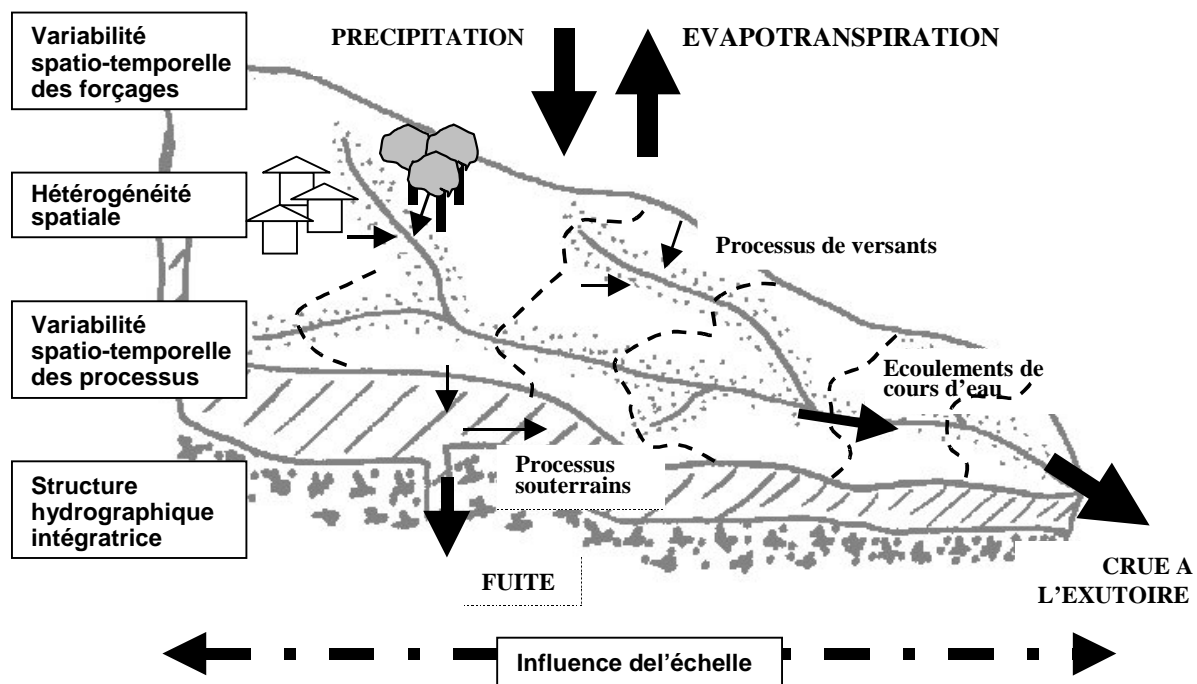 Variabilité
spatio-temporelle
des forçages
PRECIPITATION
EVAPOTRANSPIRATION
Hétérogénéité
spatiale
Processus de versants
Variabilité
spatio-temporelle
des processus
Ecoulements de
cours d'eau
Processus
souterrains
Structure
hydrographique
intégratrice
FUITE
CRUE A
L'EXUTOIRE
Influence del'échelle